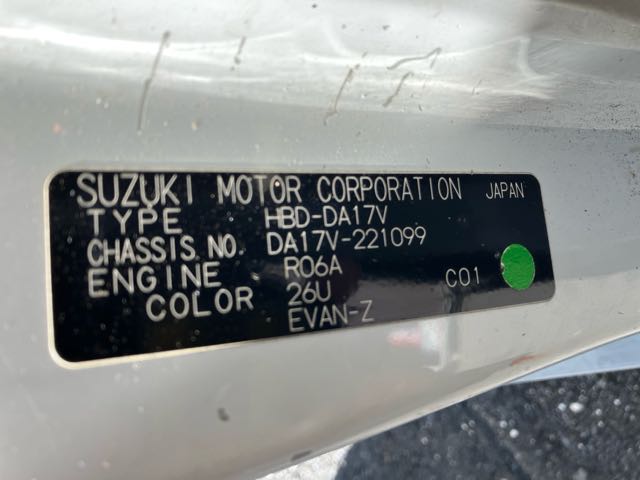 SUZUKI MOTOR CORPORATION JAPAN
TYPE HBD-DA17V
CHASSIS NO. DA17V-221099
ENGINE R06A C01
COLOR 26U
EVAN-Z